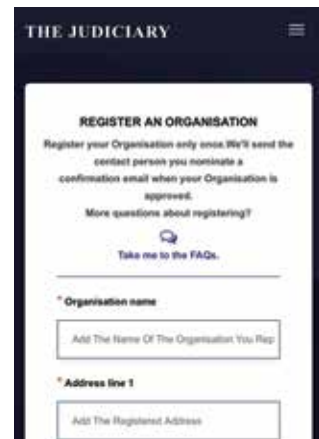 THE JUDICIARY
REGISTER AN ORGANISATION
Register your Organisation only once.We'll send the
contact person you nominate a
confirmation email when your Organisation is
approved.
More questions about registering?
Take me to the FAQs.
* Organisation name
Add The Name Of The Organisation You Rep
* Address line 1
Add The Registered Address